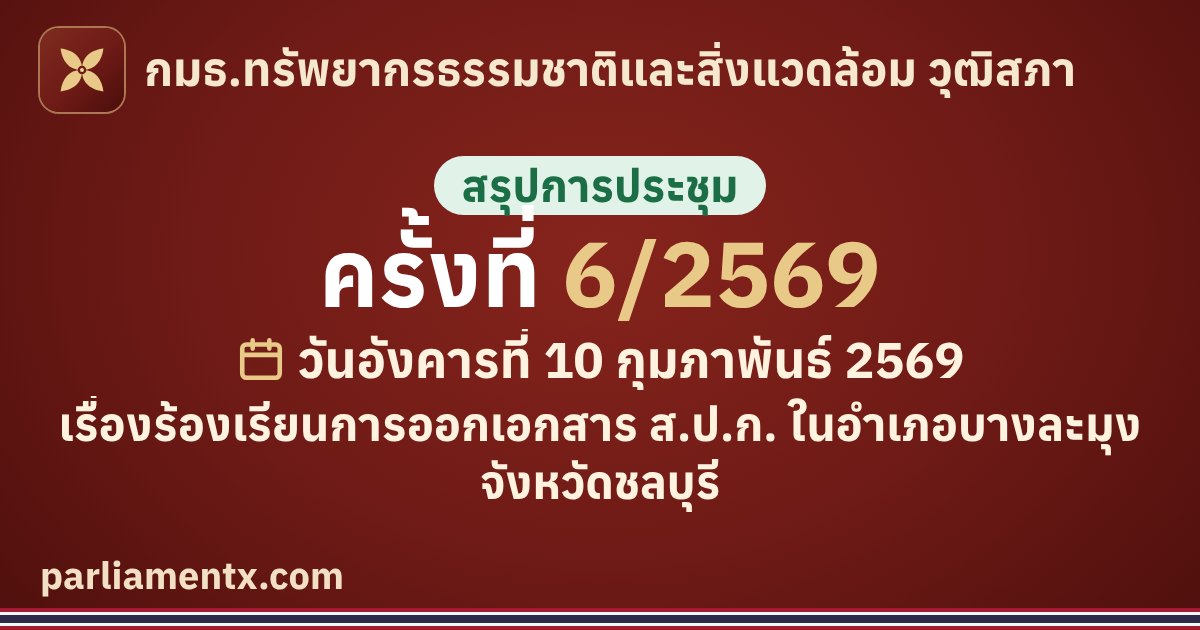 กมธ.ทรัพยากรธรรมชาติและสิ่งแวดล้อม วุฒิสภา
สรุปการประชุม
ครั้งที่ 6/2569
วันอังคารที่ 10 กุมภาพันธ์ 2569
เรื่องร้องเรียนการออกเอกสาร ส.ป.ก. ในอำเภอบางละมุง
จังหวัดชลบุรี
parliamentx.com